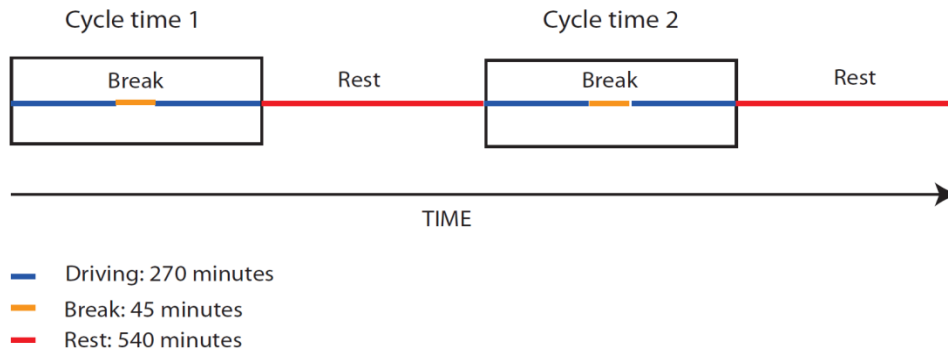 Cycle time 1
Cycle time 2
Break
Rest
Break
Rest
TIME
Driving: 270 minutes
Break: 45 minutes
Rest: 540 minutes